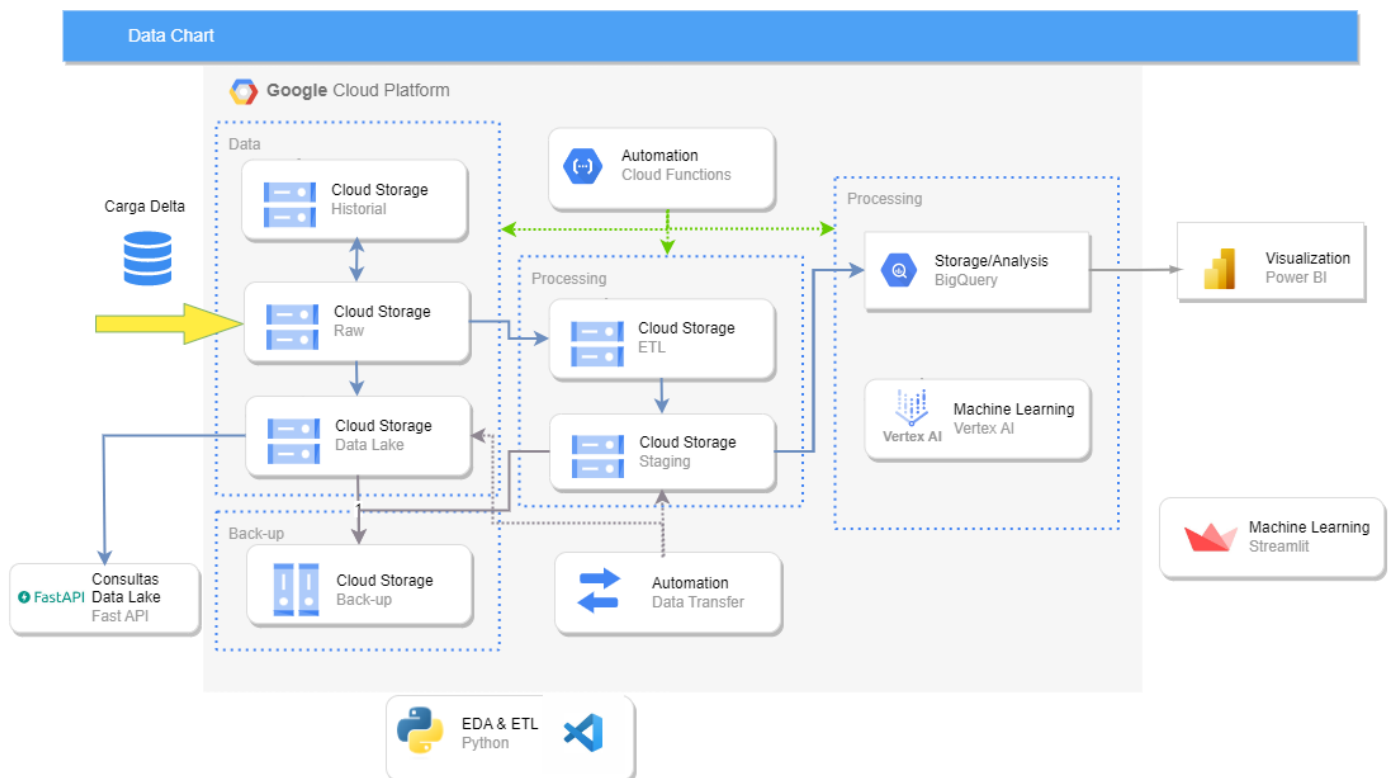 Data Chart
Google Cloud Platform
Data
Cloud Storage
Historial
Carga Delta
Cloud Storage
Raw
Cloud Storage
Data Lake
Back-up
Cloud Storage
Back-up
FastAPI
Consultas
Data Lake
Fast API
Automation
Cloud Functions
Processing
Cloud Storage
ETL
Cloud Storage
Staging
Automation
Data Transfer
Processing
Storage/Analysis
BigQuery
Vertex AI
Machine Learning
Vertex AI
Visualization
Power BI
Machine Learning
Streamlit
EDA & ETL
Python